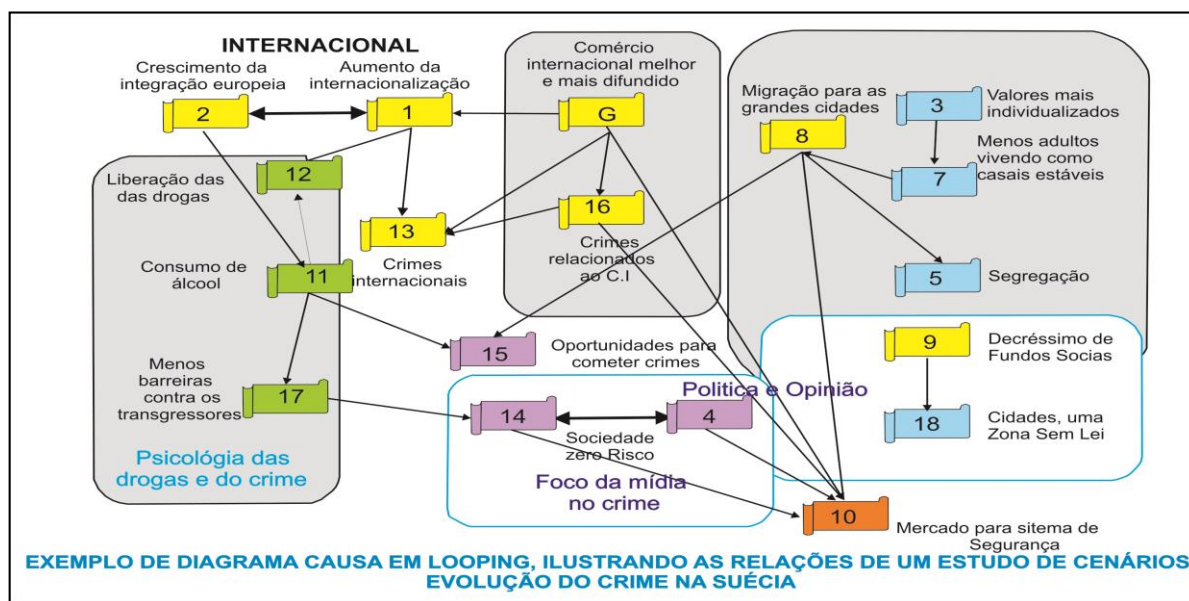 INTERNACIONAL
Crescimento da
integração europeia
2
Aumento da
internacionalização
1
Comércio
internacional melhor
e mais difundido
G
Migração para as
grandes cidades
8
3
Valores mais
individualizados
Menos adultos
vivendo como
casais estáveis
7
Liberação das
das drogas
12
13
Crimes
internacionais
16
Crimes
relacionados
ao C.I
Consumo de
álcool
11
5
Segregação
15
Oportunidades para
cometer crimes
9
Decréssimo de
Fundos Socias
Menos
barreiras
contra os
transgressores
17
Politica e Opinião
14
4
Sociedade
zero Risco
18
Cidades, uma
Zona Sem Lei
Psicológia das
drogas e do crime
Foco da mídia
no crime
10
Mercado para sitema de
Segurança
EXEMPLO DE DIAGRAMA CAUSA EM LOOPING, ILUSTRANDO AS RELAÇÕES DE UM ESTUDO DE CENÁRIOS
EVOLUÇÃO DO CRIME NA SUÉCIA